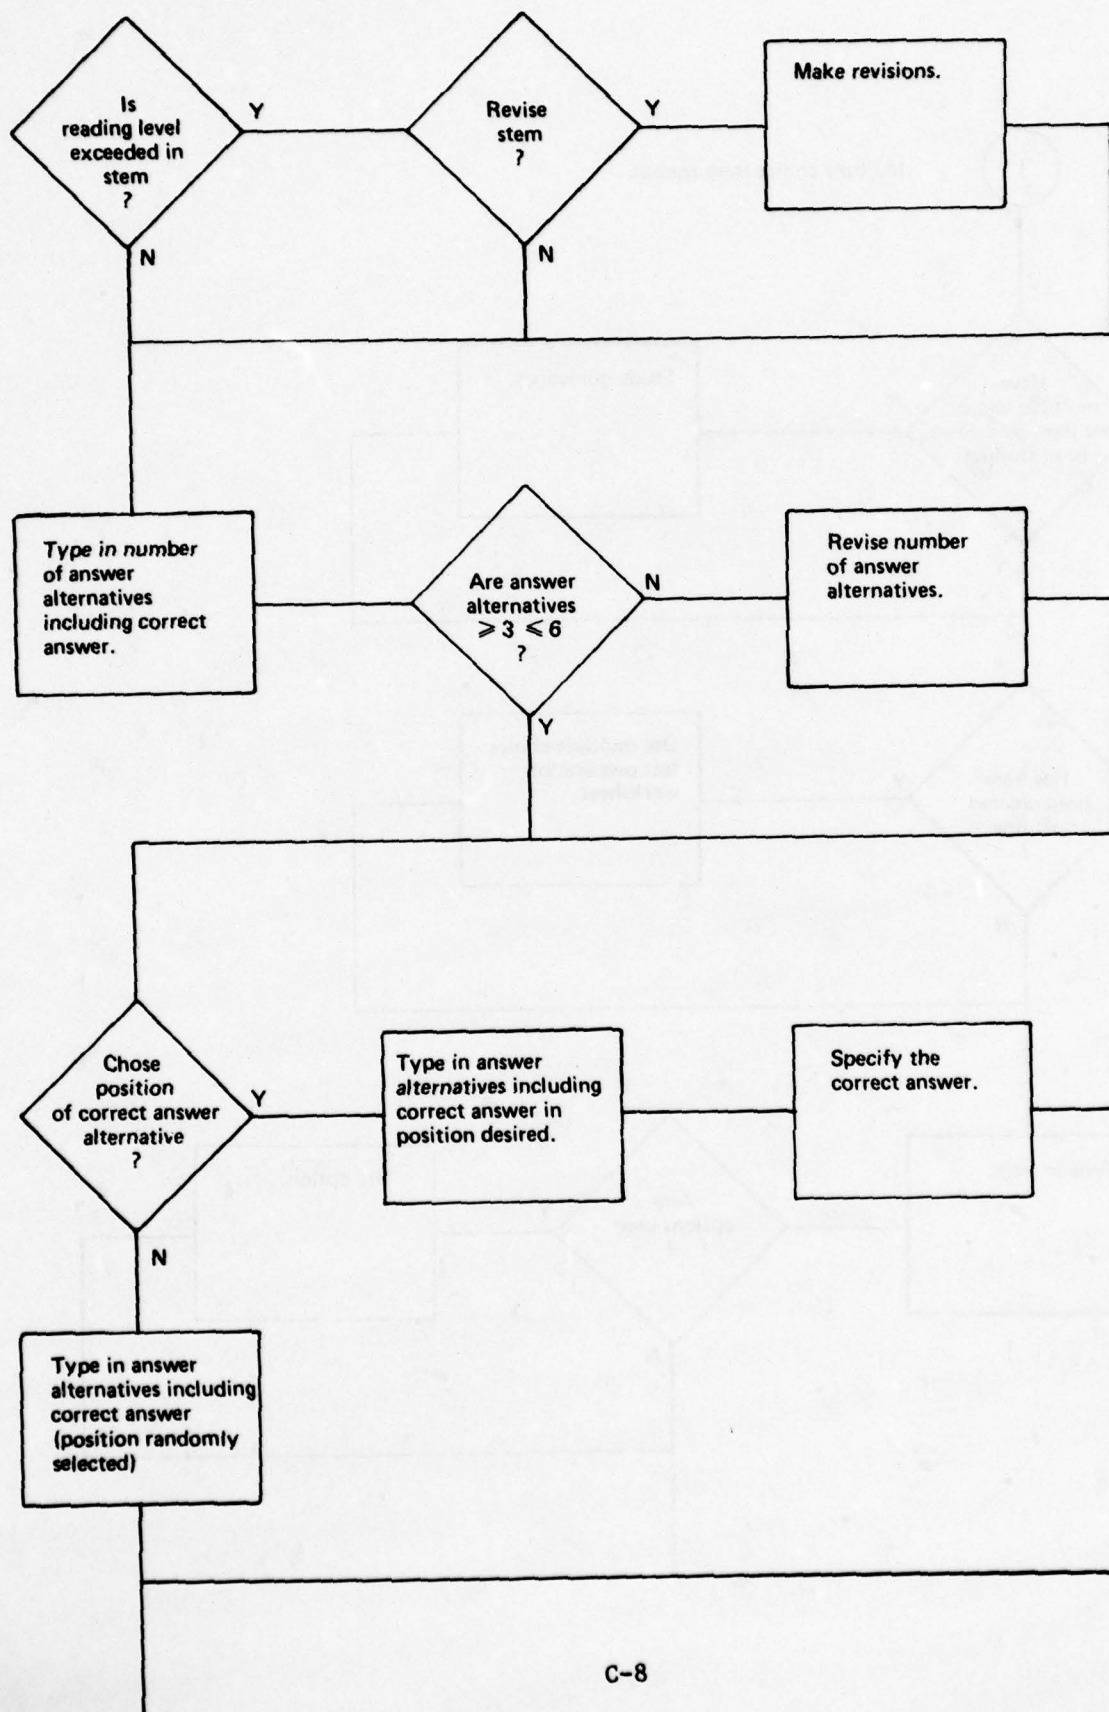 Is
reading level
exceeded in
stem
?
Y
N
Revise
stem
?
Y
N
Make revisions.
Type in number
of answer
alternatives
including correct
answer.
Are answer
alternatives
⩾ 3 ⩽ 6
?
N
Y
Revise number
of answer
alternatives.
Chose
position
of correct answer
alternative
?
Y
N
Type in answer
alternatives including
correct answer in
position desired.
Specify the
correct answer.
Type in answer
alternatives including
correct answer
(position randomly
selected)
C-8